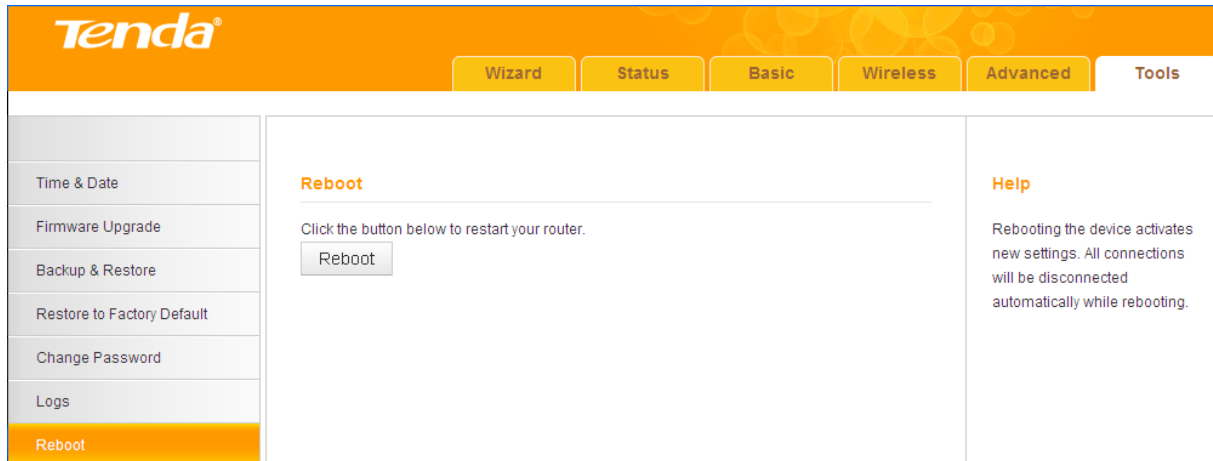 Tenda®
Wizard Status Basic Wireless Advanced Tools
Time & Date
Firmware Upgrade
Backup & Restore
Restore to Factory Default
Change Password
Logs
Reboot
Reboot
Click the button below to restart your router.
Reboot
Help
Rebooting the device activates
new settings. All connections
will be disconnected
automatically while rebooting.